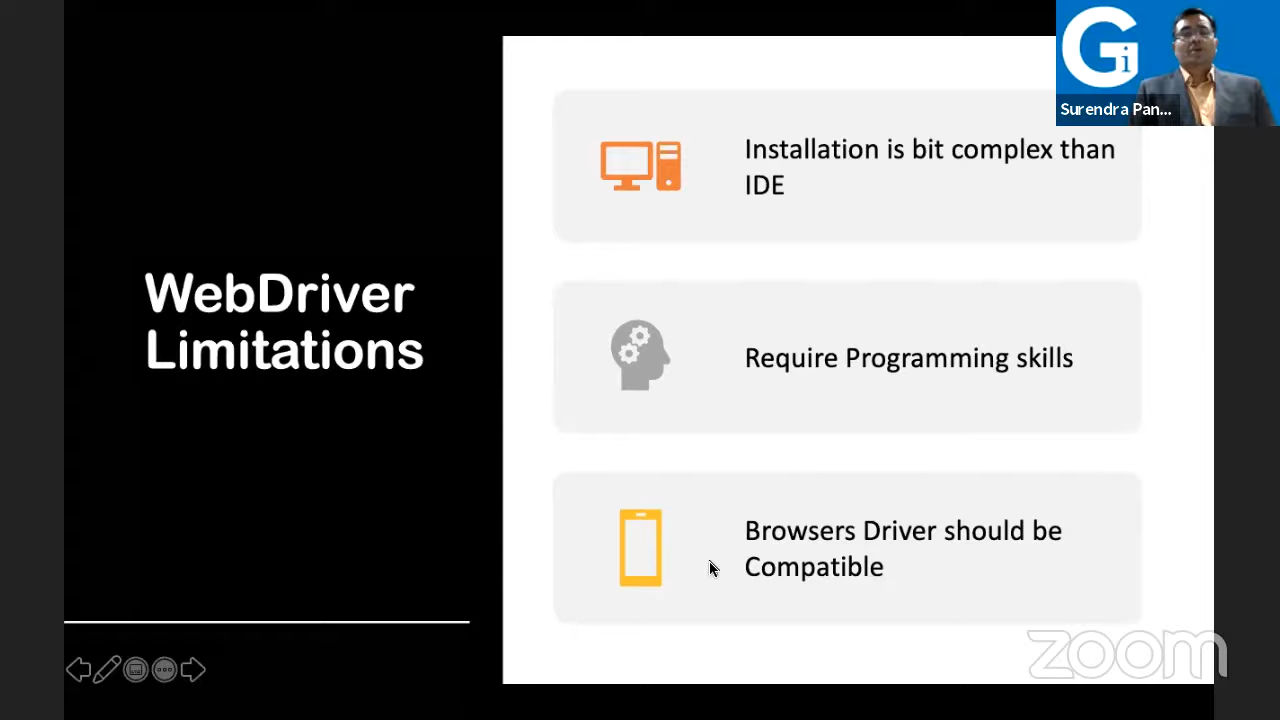 Gi
Surendra Pan...
WebDriver
Limitations
Installation is bit complex than
IDE
Require Programming skills
Browsers Driver should be
Compatible
zoom